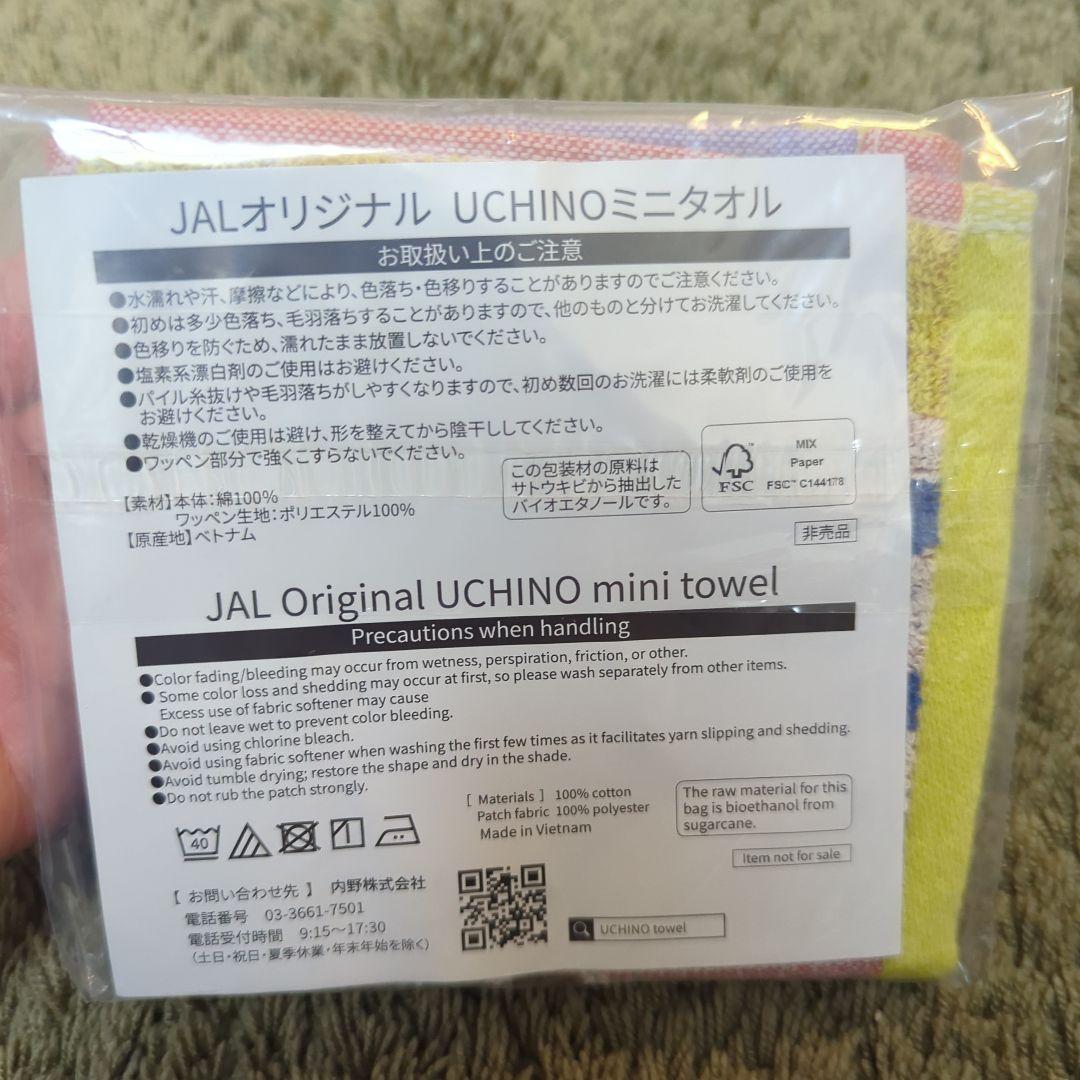 JALオリジナル UCHINOミニタオル
お取扱い上のご注意
●水濡れや汗、摩擦などにより、色落ち・色移りすることがありますのでご注意ください。
●初めは多少色落ち、毛羽落ちすることがありますので、他のものと分けてお洗濯してください。
●色移りを防ぐため、濡れたまま放置しないでください。
●塩素系漂白剤のご使用はお避けください。
●パイル糸抜けや毛羽落ちがしやすくなりますので、初め数回のお洗濯には柔軟剤のご使用を
お避けください。
●乾燥機のご使用は避け、形を整えてから陰干ししてください。
●ワッペン部分で強くこすらないでください。
【素材】本体：綿100%
ワッペン生地：ポリエステル100%
【原産地】ベトナム
この包装材の原料は
サトウキビから抽出した
バイオエタノールです。
FSC
MIX
Paper
FSC™ C144178
非売品
JAL Original UCHINO mini towel
Precautions when handling
●Color fading/bleeding may occur from wetness, perspiration, friction, or other.
●Some color loss and shedding may occur at first, so please wash separately from other items.
Excess use of fabric softener may cause
●Do not leave wet to prevent color bleeding.
●Avoid using chlorine bleach.
●Avoid using fabric softener when washing the first few times as it facilitates yarn slipping and shedding.
●Avoid tumble drying; restore the shape and dry in the shade.
●Do not rub the patch strongly.
40
[ Materials ] 100% cotton
Patch fabric 100% polyester
Made in Vietnam
The raw material for this
bag is bioethanol from
sugarcane.
Item not for sale
【 お問い合わせ先 】 内野株式会社
電話番号 03-3661-7501
電話受付時間 9:15～17:30
（土日・祝日・夏季休業・年末年始を除く）
UCHINO towel